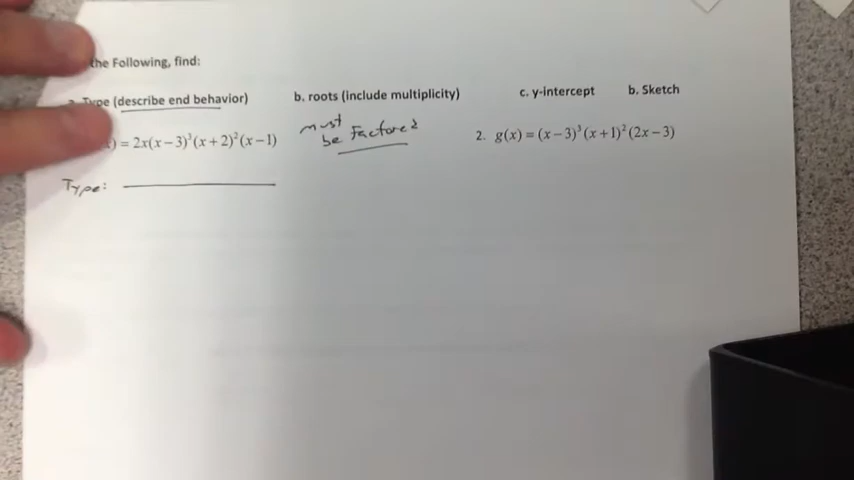 the Following, find:
Type (describe end behavior) b. roots (include multiplicity) c. y-intercept b. Sketch
must
be Factored
) = 2x(x−3)³(x+2)²(x−1) 2. g(x) = (x−3)³(x+1)²(2x−3)
Type: